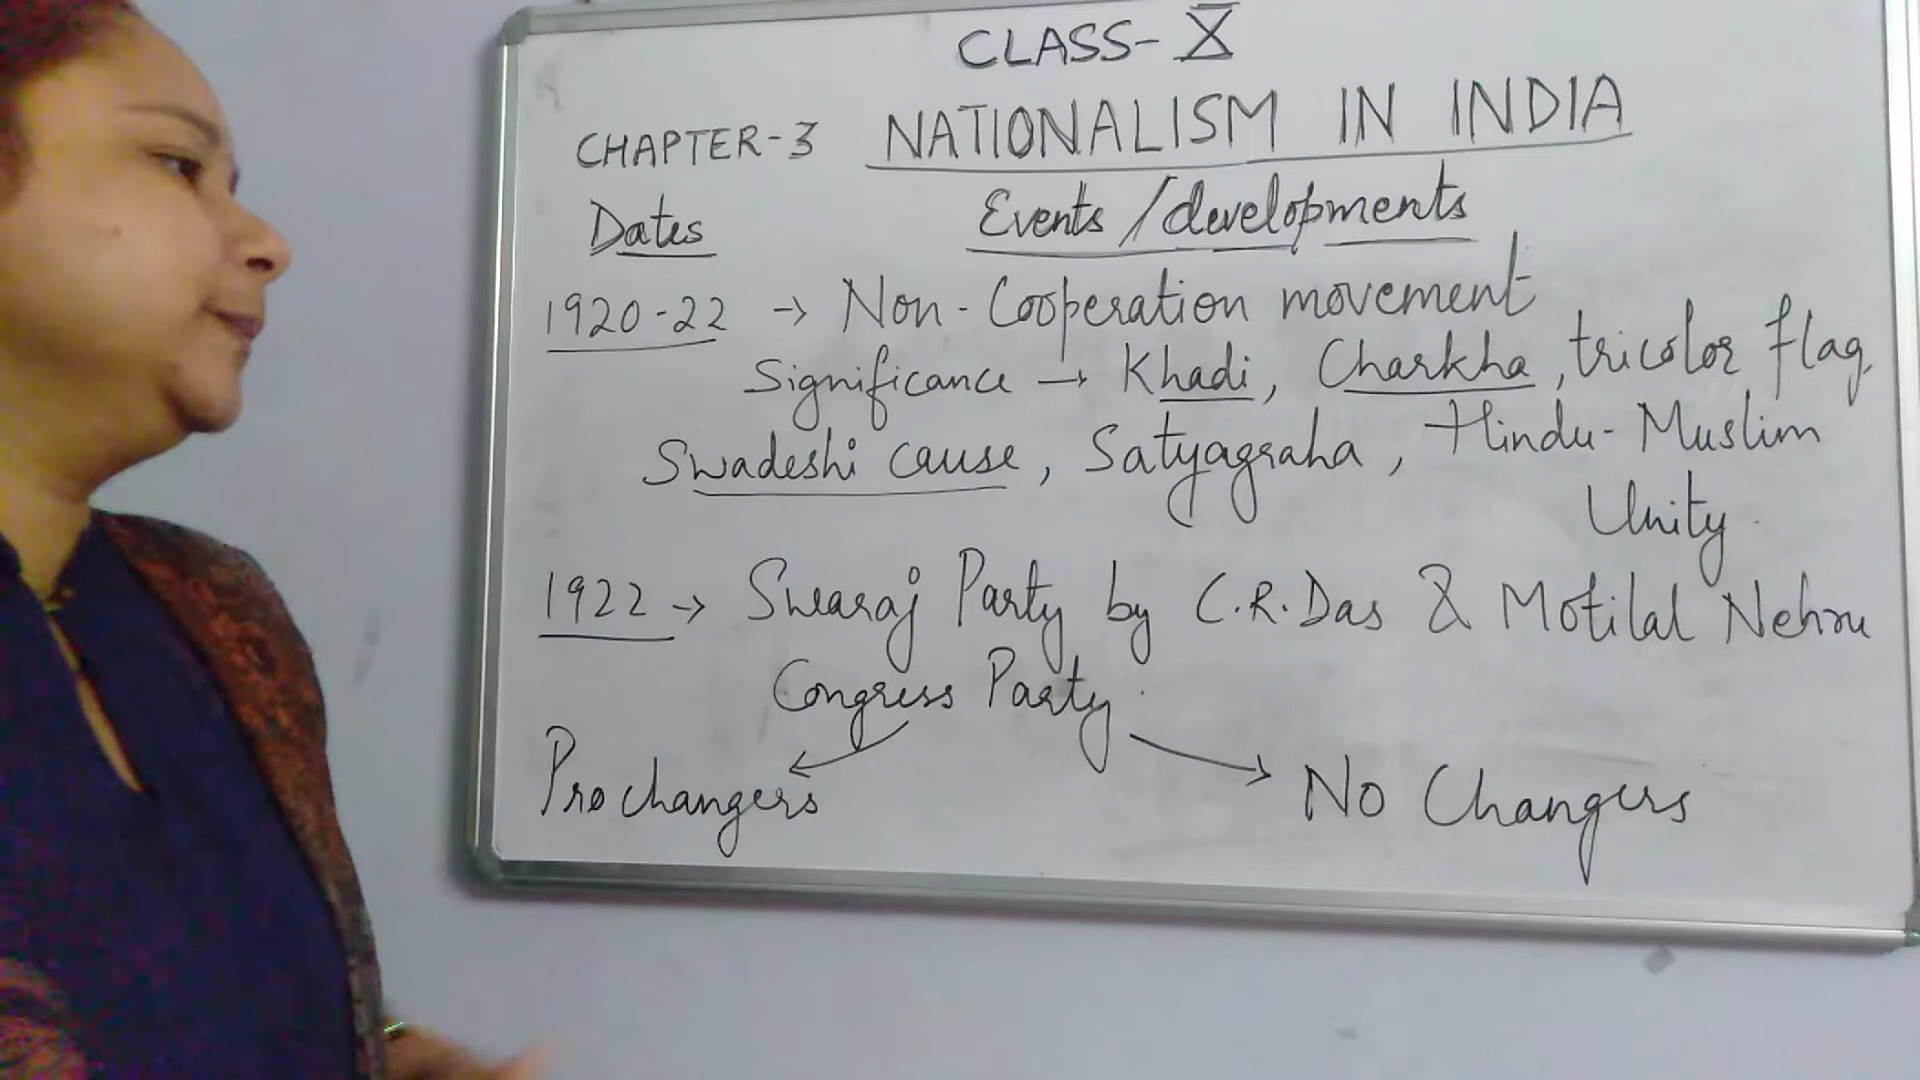 CLASS-X
CHAPTER-3 NATIONALISM IN INDIA
Dates Events/developments
1920-22 → Non-Cooperation movement
Significance → Khadi, Charkha, tricolor flag,
Swadeshi cause, Satyagraha, Hindu-Muslim
Unity
1922 → Swaraj Party by C.R.Das & Motilal Nehru
Congress Party
Pro changers No Changers